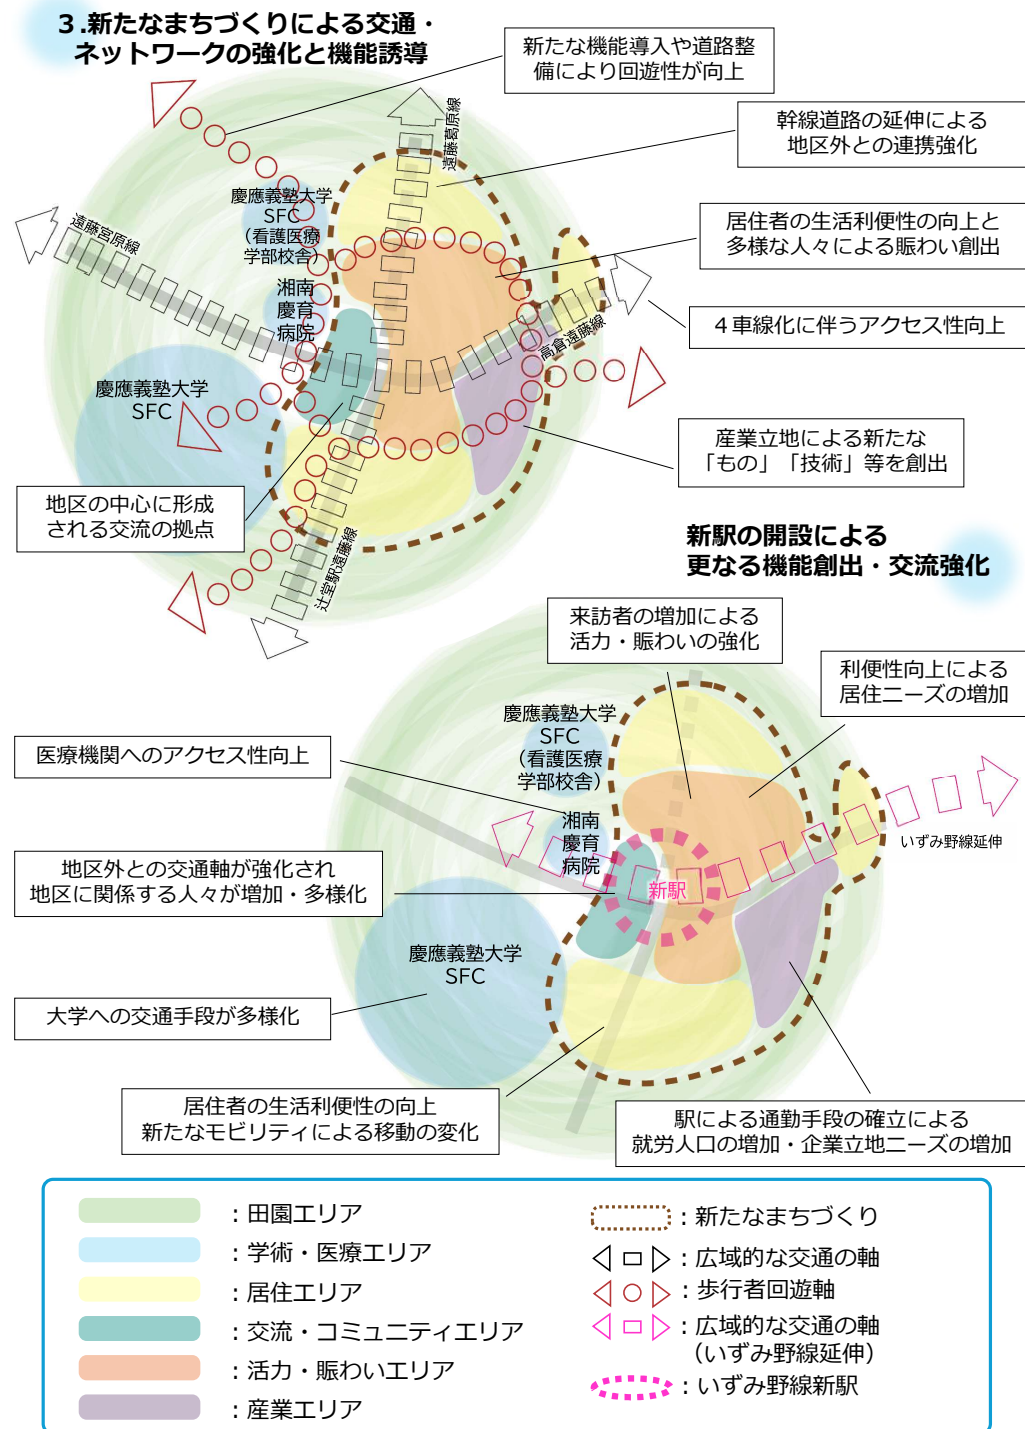 ３.新たなまちづくりによる交通・
ネットワークの強化と機能誘導
新たな機能導入や道路整
備により回遊性が向上
遠藤葛原線
幹線道路の延伸による
地区外との連携強化
慶應義塾大学
SFC
（看護医療
学部校舎）
遠藤宮原線
居住者の生活利便性の向上と
多様な人々による賑わい創出
湘南
慶育
病院
高倉遠藤線
４車線化に伴うアクセス性向上
慶應義塾大学
SFC
産業立地による新たな
「もの」「技術」等を創出
地区の中心に形成
される交流の拠点
辻堂駅遠藤線
新駅の開設による
更なる機能創出・交流強化
来訪者の増加による
活力・賑わいの強化
利便性向上による
居住ニーズの増加
慶應義塾大学
SFC
（看護医療
学部校舎）
医療機関へのアクセス性向上
湘南
慶育
病院
いずみ野線延伸
地区外との交通軸が強化され
地区に関係する人々が増加・多様化
新駅
慶應義塾大学
SFC
大学への交通手段が多様化
居住者の生活利便性の向上
新たなモビリティによる移動の変化
駅による通勤手段の確立による
就労人口の増加・企業立地ニーズの増加
：田園エリア
：学術・医療エリア
：居住エリア
：交流・コミュニティエリア
：活力・賑わいエリア
：産業エリア
：新たなまちづくり
：広域的な交通の軸
：歩行者回遊軸
：広域的な交通の軸
（いずみ野線延伸）
：いずみ野線新駅